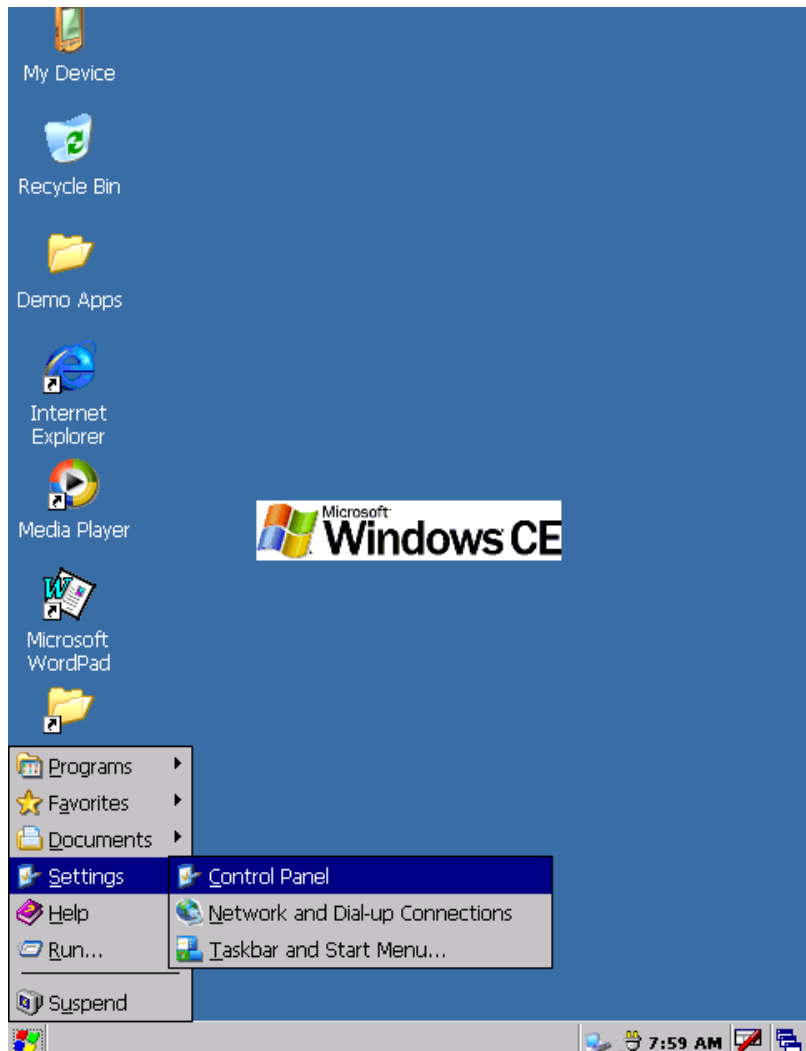 My Device
Recycle Bin
Demo Apps
Internet
Explorer
Media Player
Microsoft
WordPad
Microsoft
Windows CE
Programs
Favorites
Documents
Settings
Help
Run...
Suspend
Control Panel
Network and Dial-up Connections
Taskbar and Start Menu...
7:59 AM